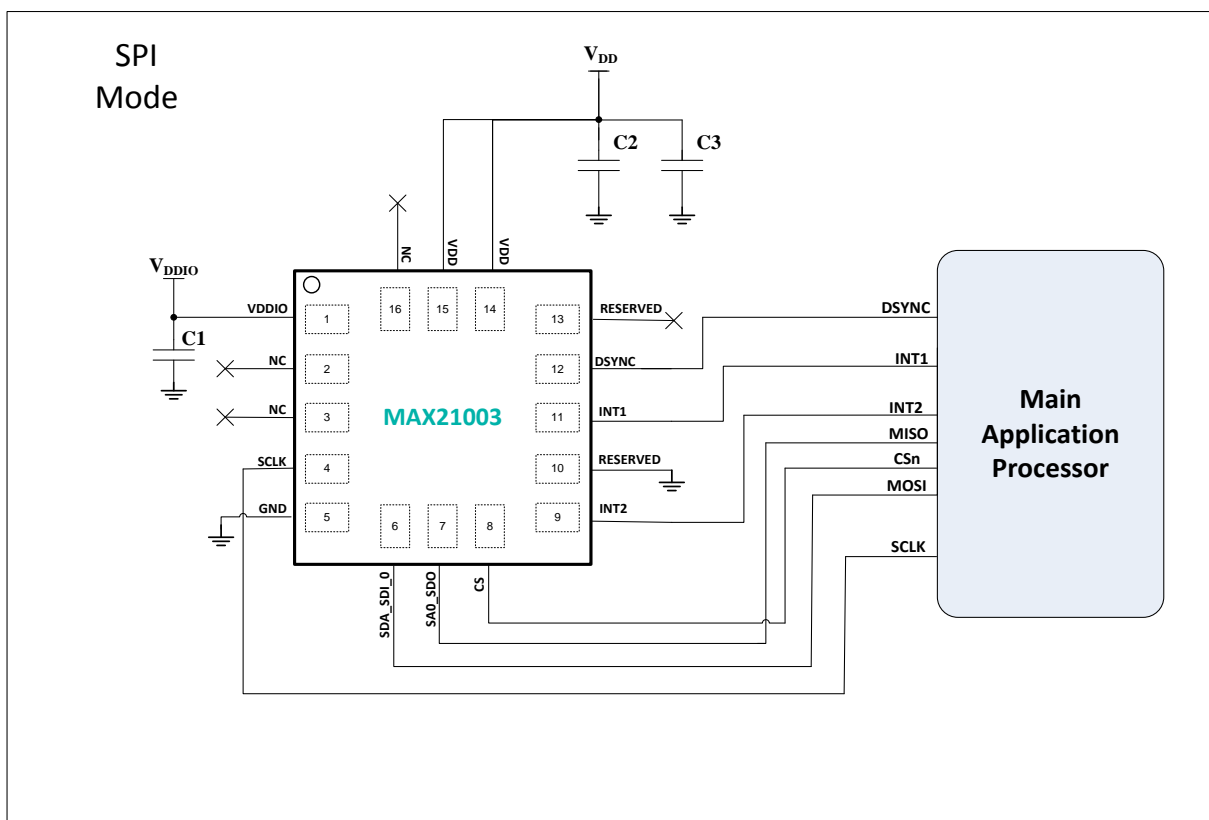 SPI
Mode
VDD
C2
C3
NC
VDD
VDD
VDDIO
C1
VDDIO
NC
NC
SCLK
GND
1
2
3
4
5
16
15
14
13
12
11
10
9
6
7
8
MAX21003
RESERVED
DSYNC
INT1
RESERVED
INT2
SDA_SDI_0
SA0_SDO
CS
DSYNC
INT1
INT2
MISO
CSn
MOSI
SCLK
Main
Application
Processor